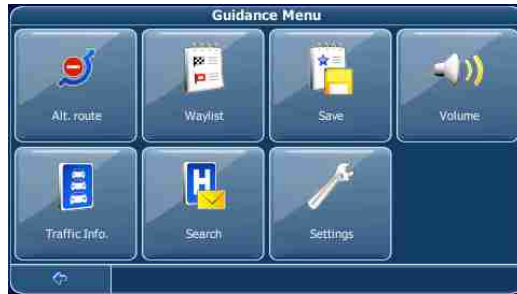 Guidance Menu
Alt. route
Waylist
Save
Volume
H
Traffic Info.
Search
Settings